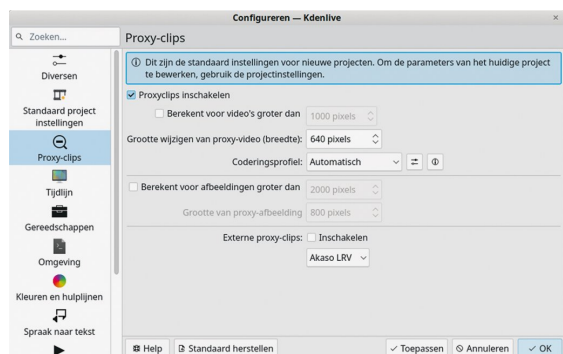 Configureren — Kdenlive
Zoeken...
Proxy-clips
Dit zijn de standaard instellingen voor nieuwe projecten. Om de parameters van het huidige project
te bewerken, gebruik de projectinstellingen.
Diversen
Standaard project
instellingen
Proxy-clips
Tijdlijn
Gereedschappen
Omgeving
Kleuren en hulplijnen
Spraak naar tekst
Proxyclips inschakelen
Berekent voor video's groter dan 1000 pixels
Grootte wijzigen van proxy-video (breedte): 640 pixels
Coderingsprofiel: Automatisch
Berekent voor afbeeldingen groter dan 2000 pixels
Grootte van proxy-afbeelding 800 pixels
Externe proxy-clips: Inschakelen
Akaso LRV
Help Standaard herstellen Toepassen Annuleren OK